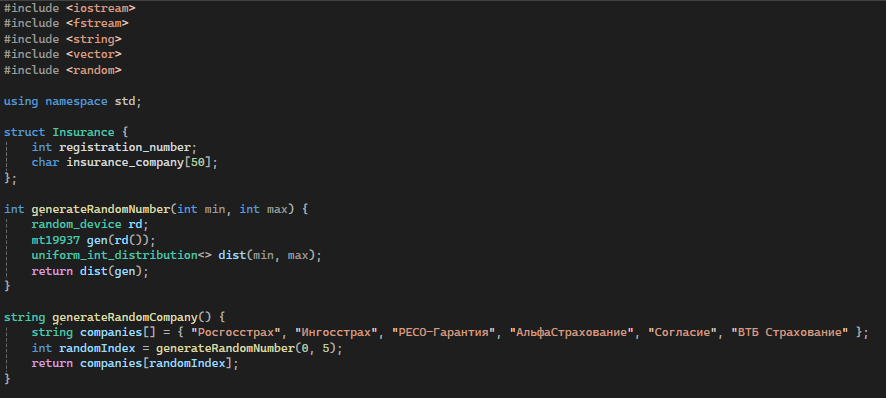 #include <iostream>
#include <fstream>
#include <string>
#include <vector>
#include <random>
using namespace std;
struct Insurance {
int registration_number;
char insurance_company[50];
};
int generateRandomNumber(int min, int max) {
random_device rd;
mt19937 gen(rd());
uniform_int_distribution<> dist(min, max);
return dist(gen);
}
string generateRandomCompany() {
string companies[] = { "Росгосстрах", "Ингосстрах", "РЕСО-Гарантия", "АльфаСтрахование", "Согласие", "ВТБ Страхование" };
int randomIndex = generateRandomNumber(0, 5);
return companies[randomIndex];
}